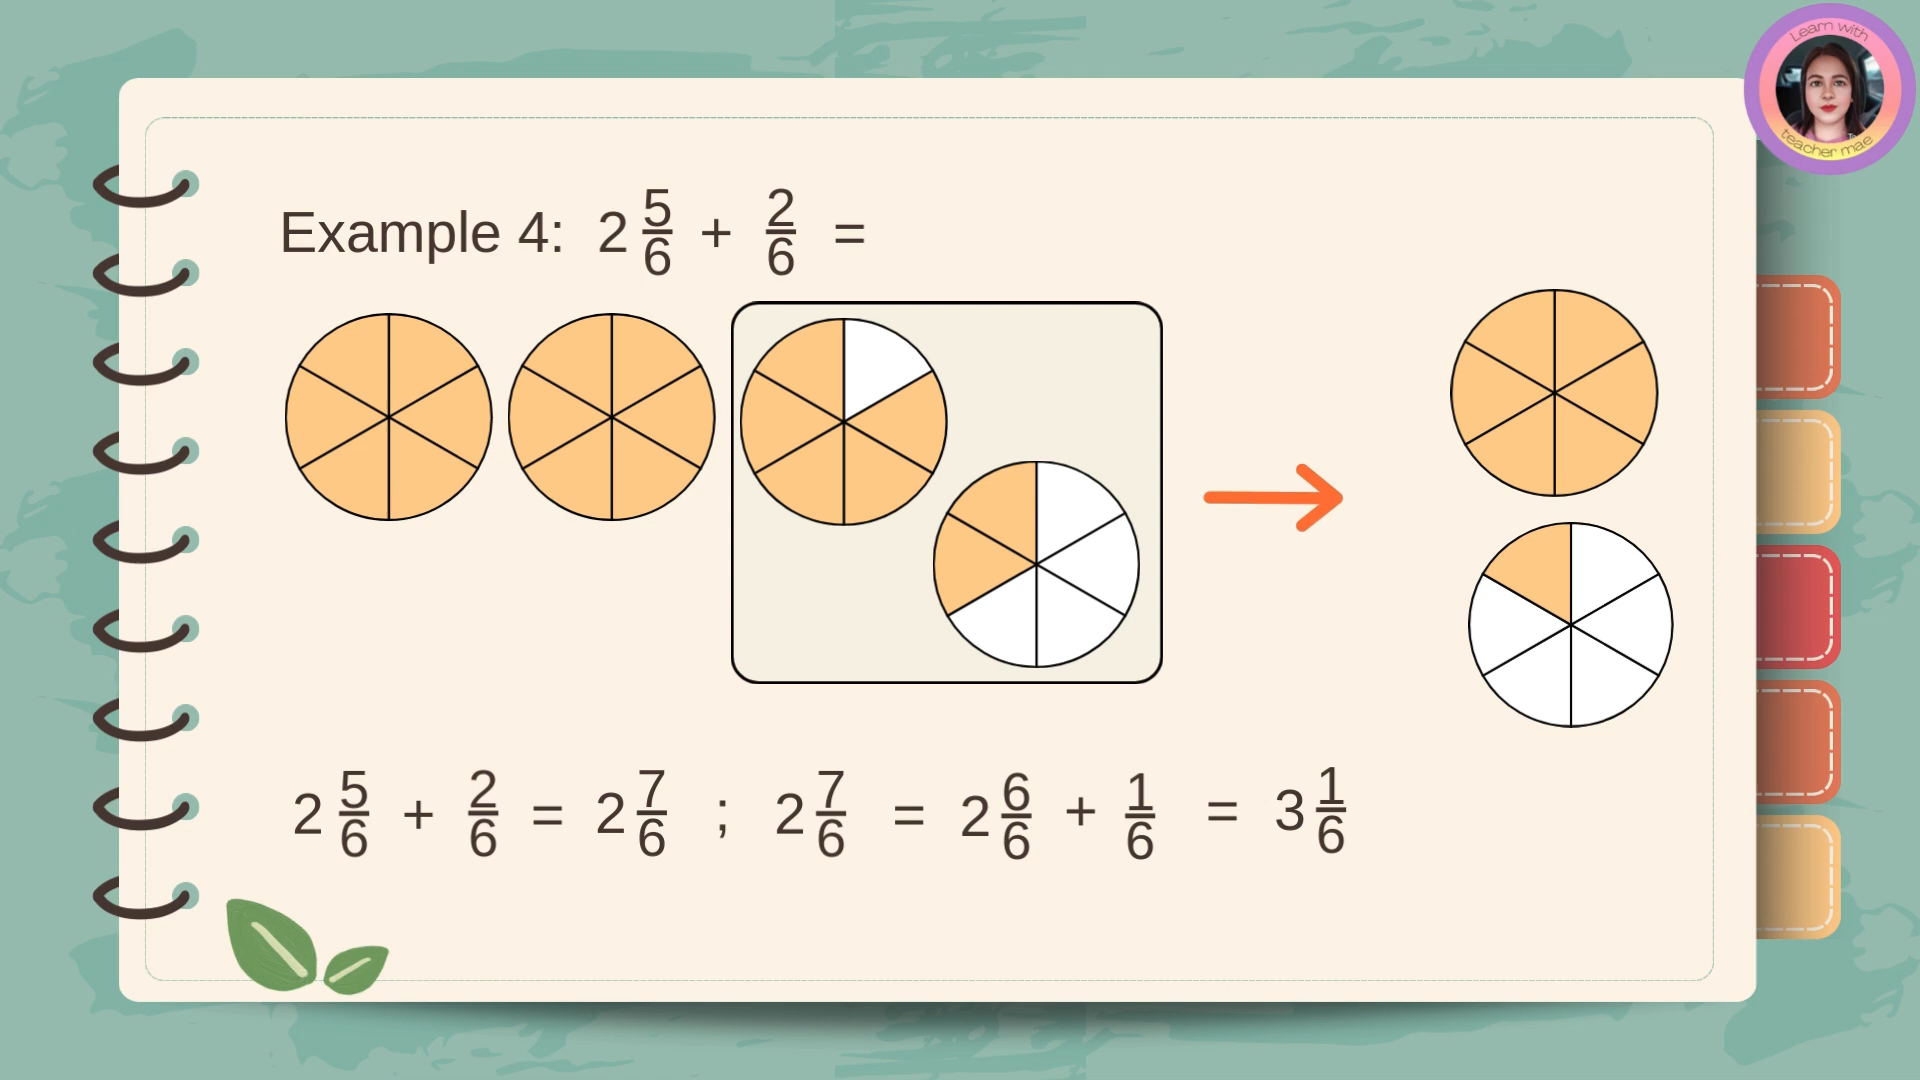 Learn with
teacher mae
Example 4: 2 5/6 + 2/6 =
2 5/6 + 2/6 = 2 7/6 ; 2 7/6 = 2 6/6 + 1/6 = 3 1/6